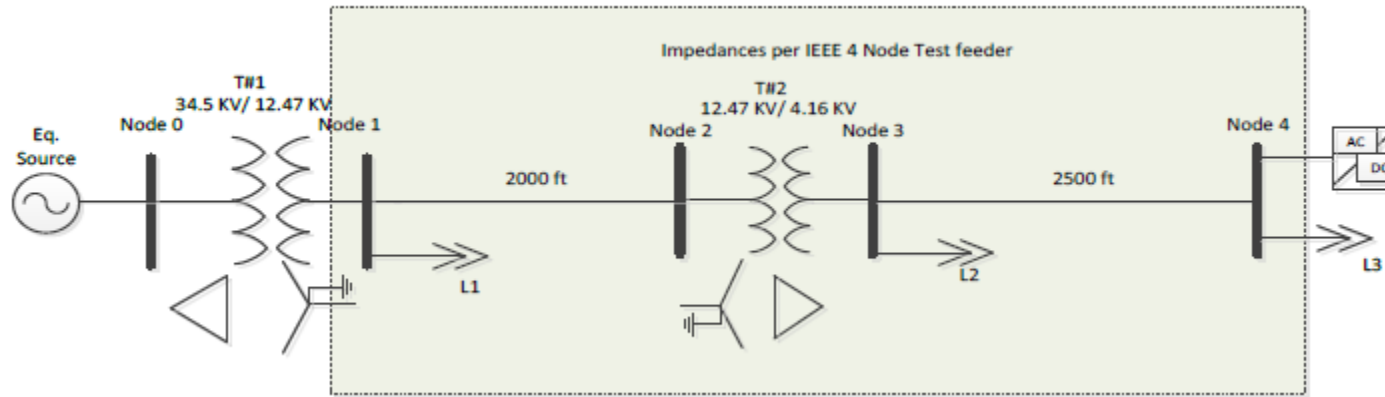 Impedances per IEEE 4 Node Test feeder
T#1
34.5 KV/ 12.47 KV
T#2
12.47 KV/ 4.16 KV
Eq.
Source
Node 0
Node 1
Node 2
Node 3
Node 4
2000 ft
2500 ft
AC
DC
L1
L2
L3